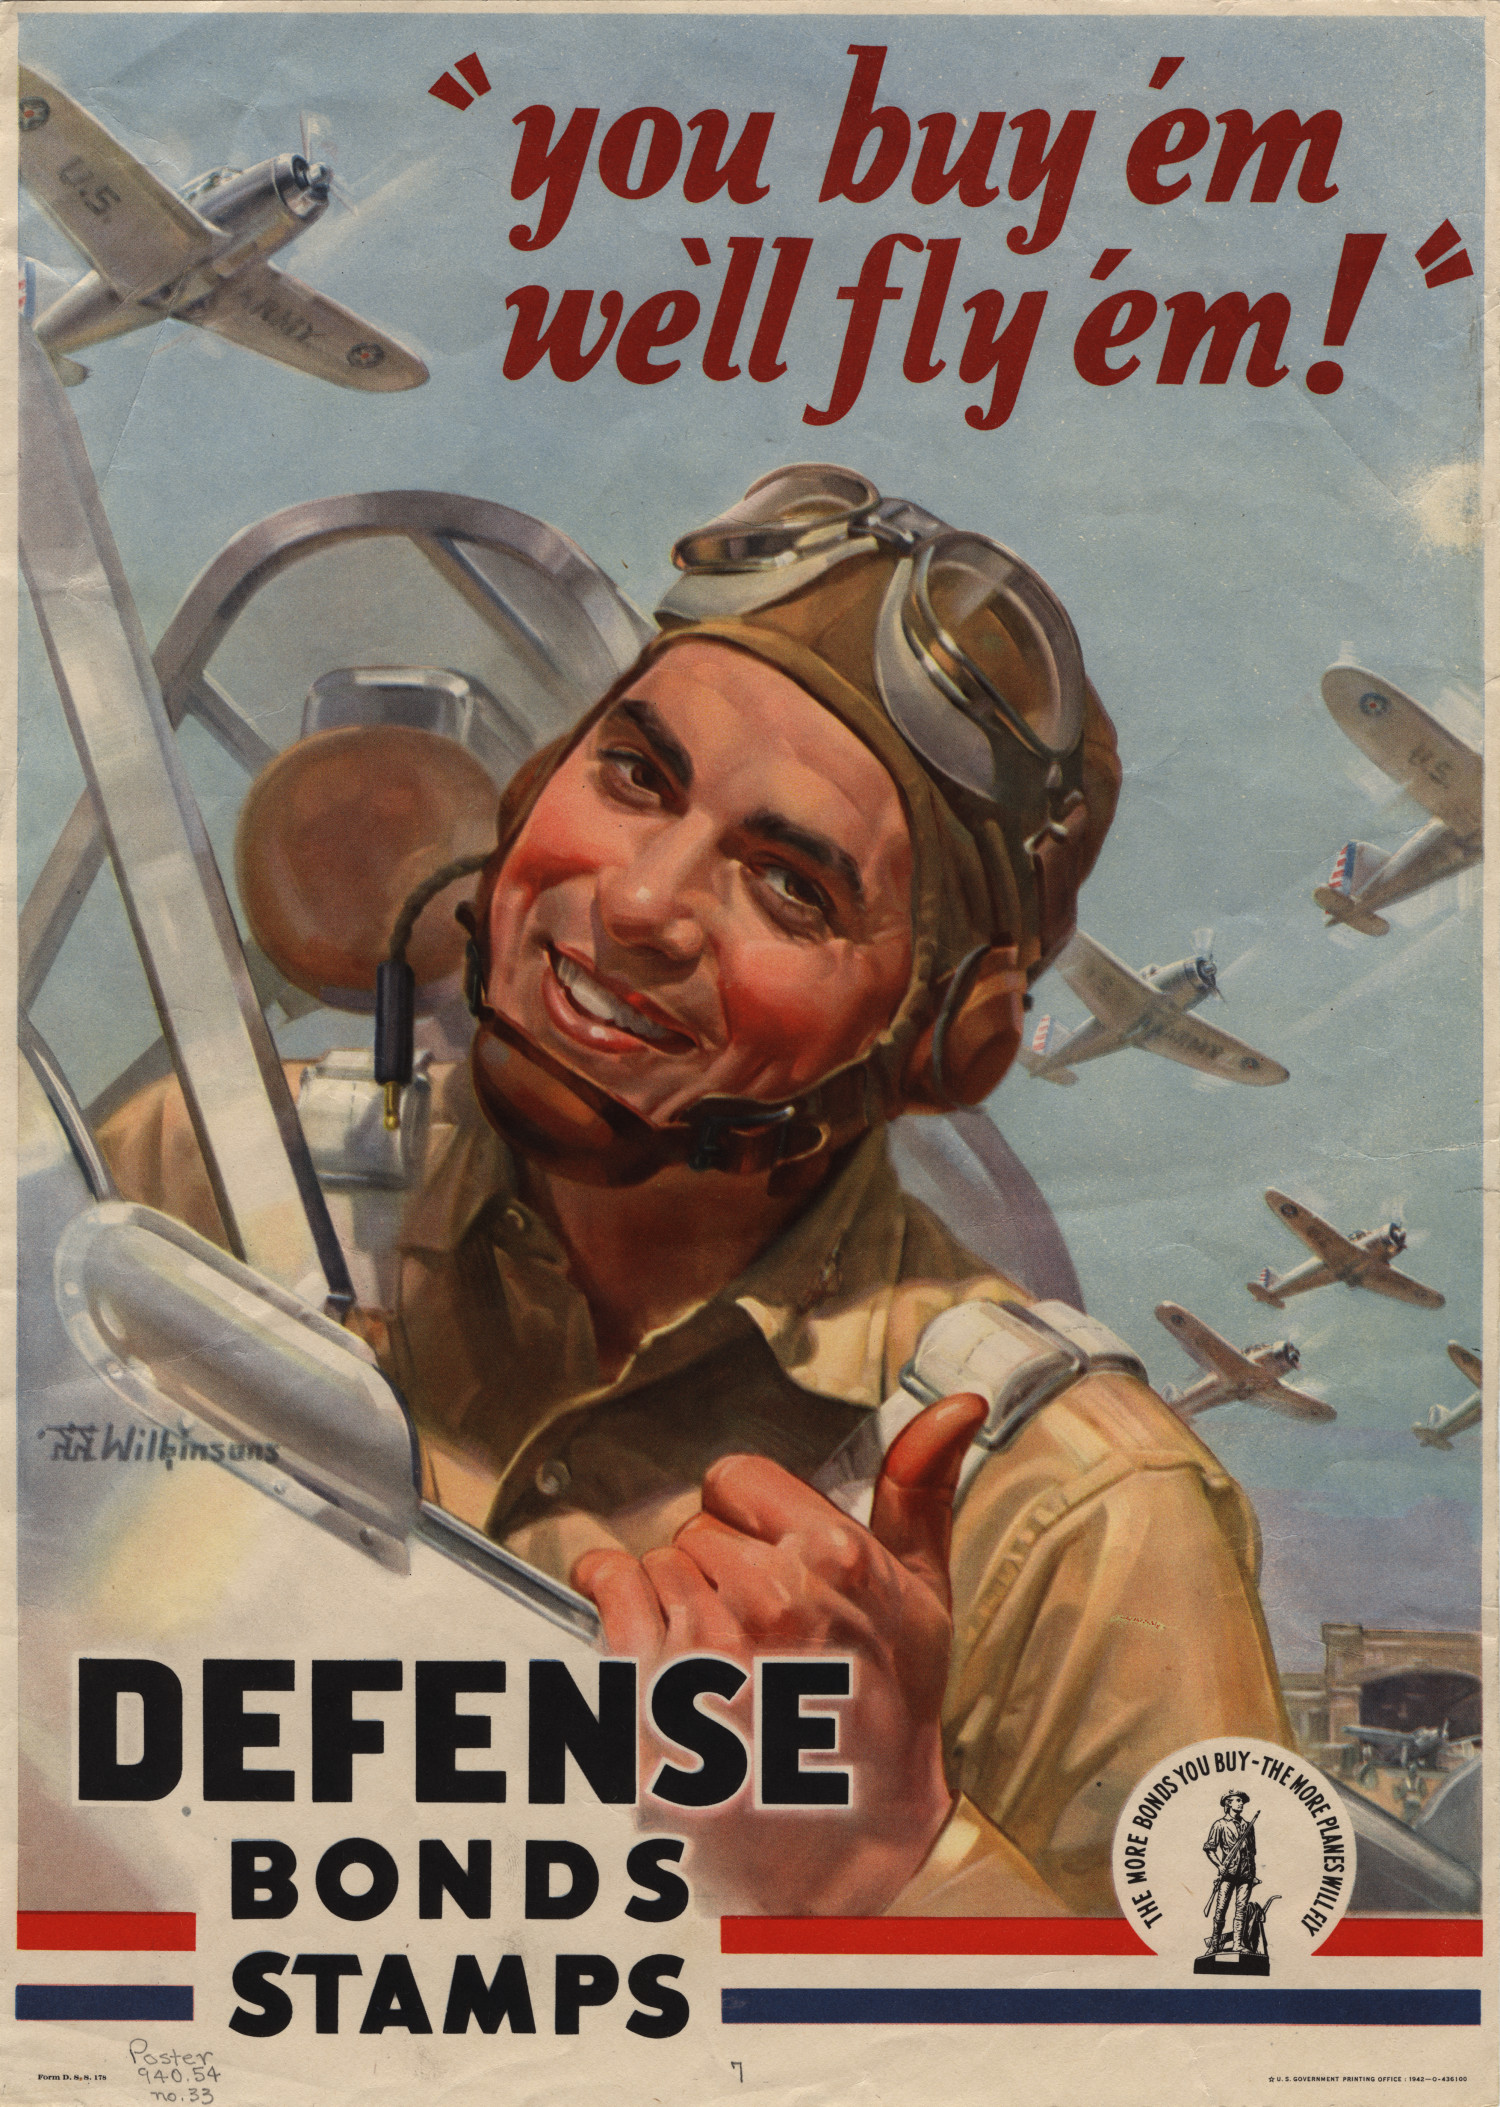 "you buy 'em
we'll fly 'em!"
U.S.
ARMY
U.S.
ARMY
HH Wilkinsons
DEFENSE
BONDS
STAMPS
THE MORE BONDS YOU BUY-THE MORE PLANES WILL FLY
Poster
940.54
no.33
Form D. S. S. 178
7
☆ U. S. GOVERNMENT PRINTING OFFICE : 1942—O-436100